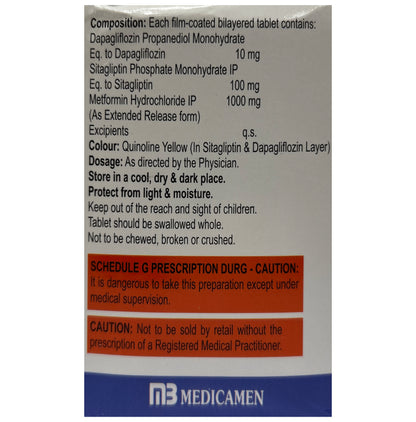 Composition: Each film-coated bilayered tablet contains:
Dapagliflozin Propanediol Monohydrate
Eq. to Dapagliflozin 10 mg
Sitagliptin Phosphate Monohydrate IP
Eq. to Sitagliptin 100 mg
Metformin Hydrochloride IP 1000 mg
(As Extended Release form)
Excipients q.s.
Colour: Quinoline Yellow (In Sitagliptin & Dapagliflozin Layer)
Dosage: As directed by the Physician.
Store in a cool, dry & dark place.
Protect from light & moisture.
Keep out of the reach and sight of children.
Tablet should be swallowed whole.
Not to be chewed, broken or crushed.
SCHEDULE G PRESCRIPTION DURG - CAUTION:
It is dangerous to take this preparation except under
medical supervision.
CAUTION: Not to be sold by retail without the
prescription of a Registered Medical Practitioner.
MB MEDICAMEN